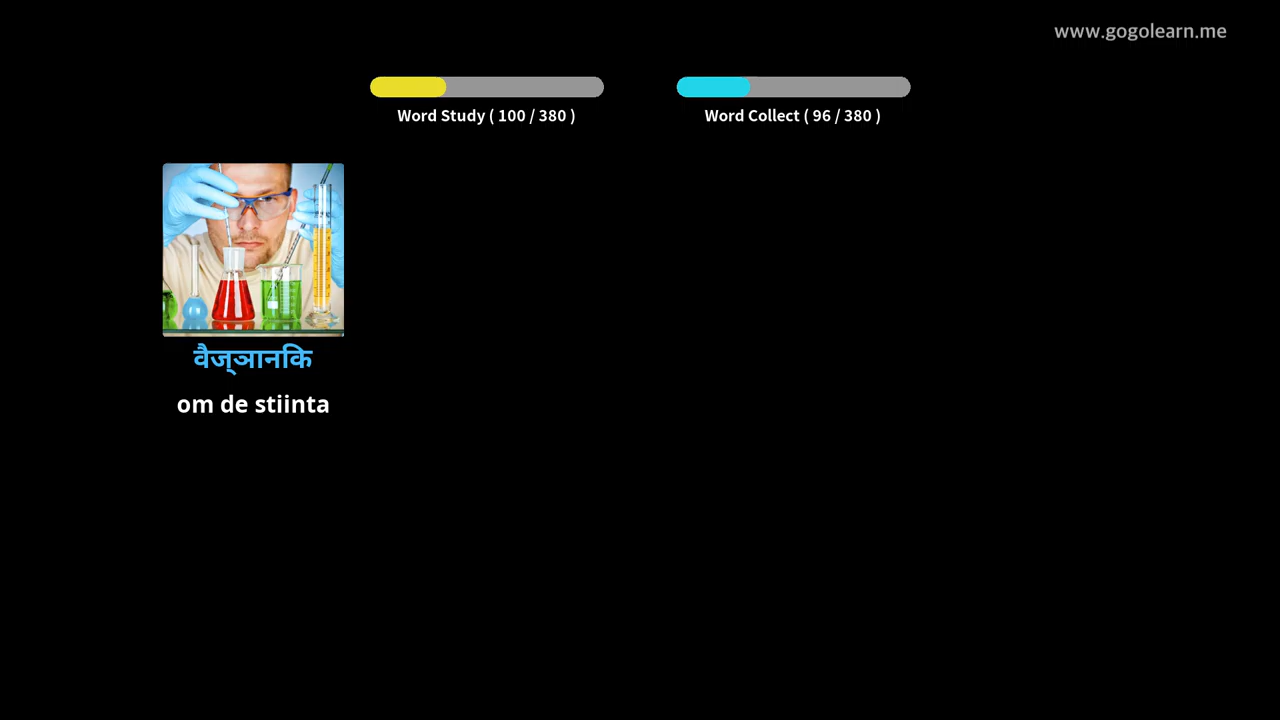 www.gogolearn.me
Word Study ( 100 / 380 )
Word Collect ( 96 / 380 )
वैज्ञानिक
om de stiinta